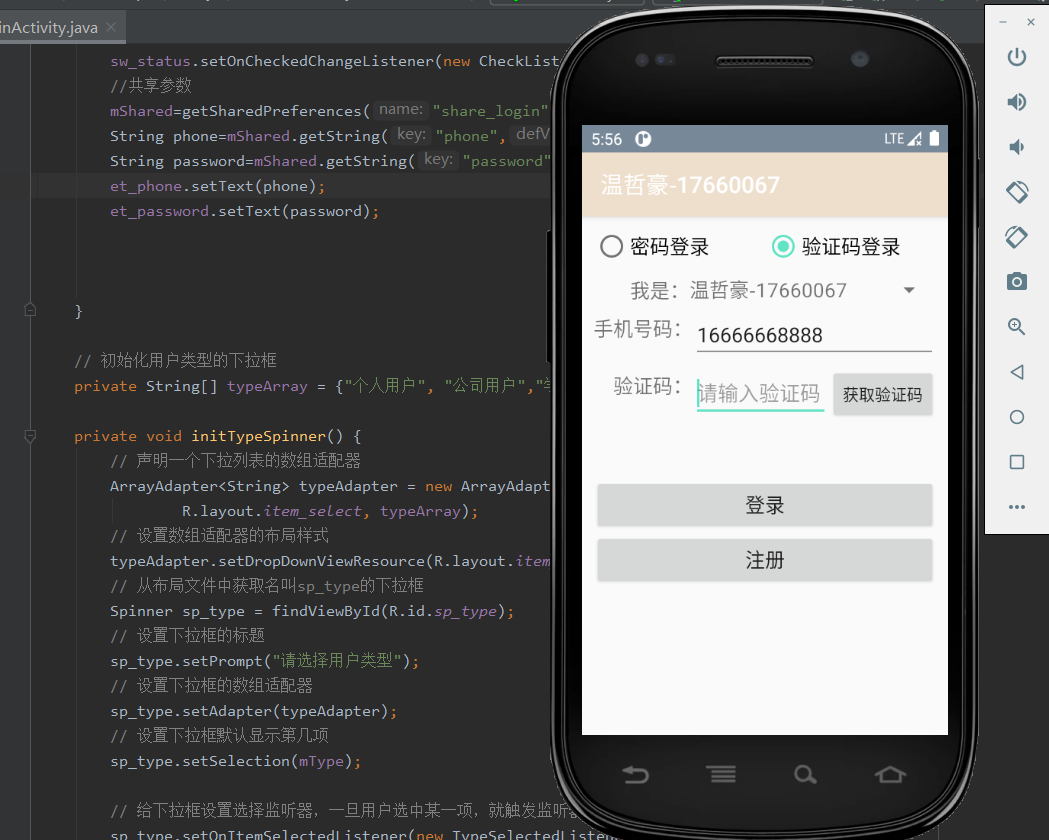 inActivity.java
sw_status.setOnCheckedChangeListener(new CheckList
//共享参数
mShared=getSharedPreferences( name: "share_login"
String phone=mShared.getString( key: "phone", defV
String password=mShared.getString( key: "password"
et_phone.setText(phone);
et_password.setText(password);
}
// 初始化用户类型的下拉框
private String[] typeArray = {"个人用户", "公司用户","
private void initTypeSpinner() {
// 声明一个下拉列表的数组适配器
ArrayAdapter<String> typeAdapter = new ArrayAdapt
R.layout.item_select, typeArray);
// 设置数组适配器的布局样式
typeAdapter.setDropDownViewResource(R.layout.item
// 从布局文件中获取名叫sp_type的下拉框
Spinner sp_type = findViewById(R.id.sp_type);
// 设置下拉框的标题
sp_type.setPrompt("请选择用户类型");
// 设置下拉框的数组适配器
sp_type.setAdapter(typeAdapter);
// 设置下拉框默认显示第几项
sp_type.setSelection(mType);
// 给下拉框设置选择监听器，一旦用户选中某一项，就触发监听
sp_type.setOnItemSelectedListener(new TypeSelectedListen
5:56 LTE
温哲豪-17660067
密码登录 验证码登录
我是: 温哲豪-17660067
手机号码: 16666668888
验证码: 请输入验证码 获取验证码
登录
注册